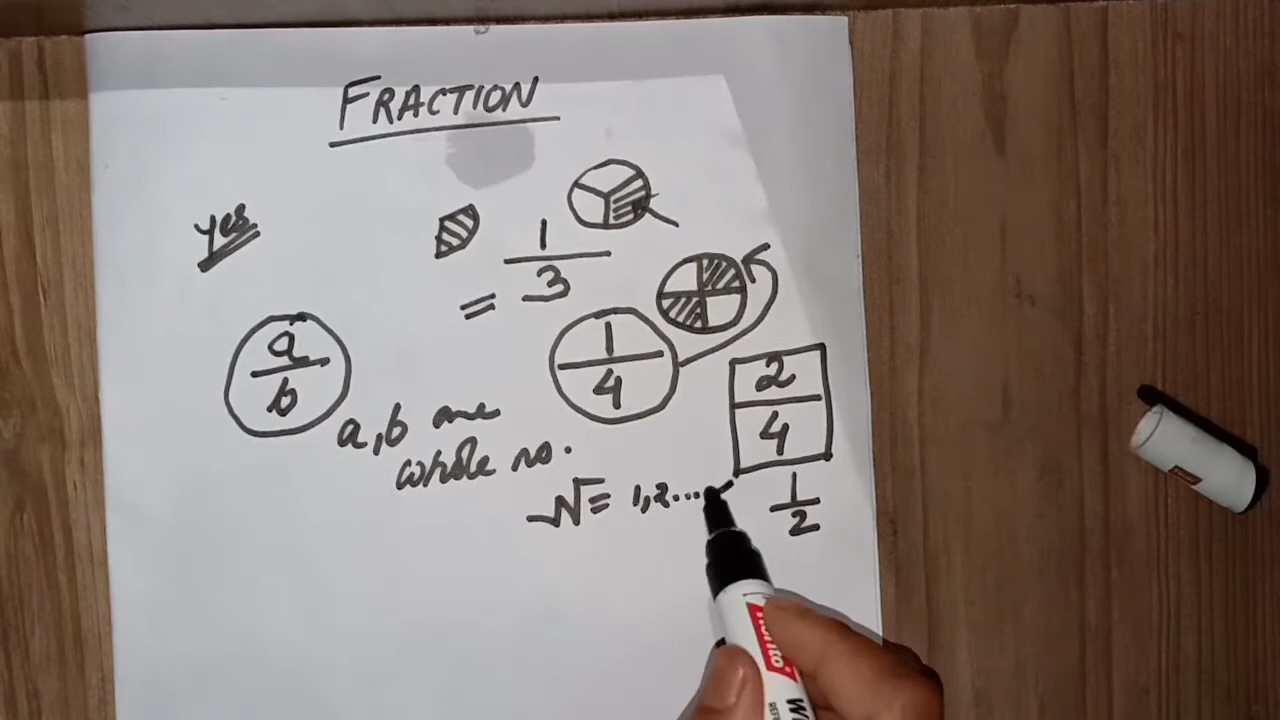 FRACTION
yes
1
3
=
1
4
a
b
2
4
a,b are
whole no.
N = 1,2...
1
2